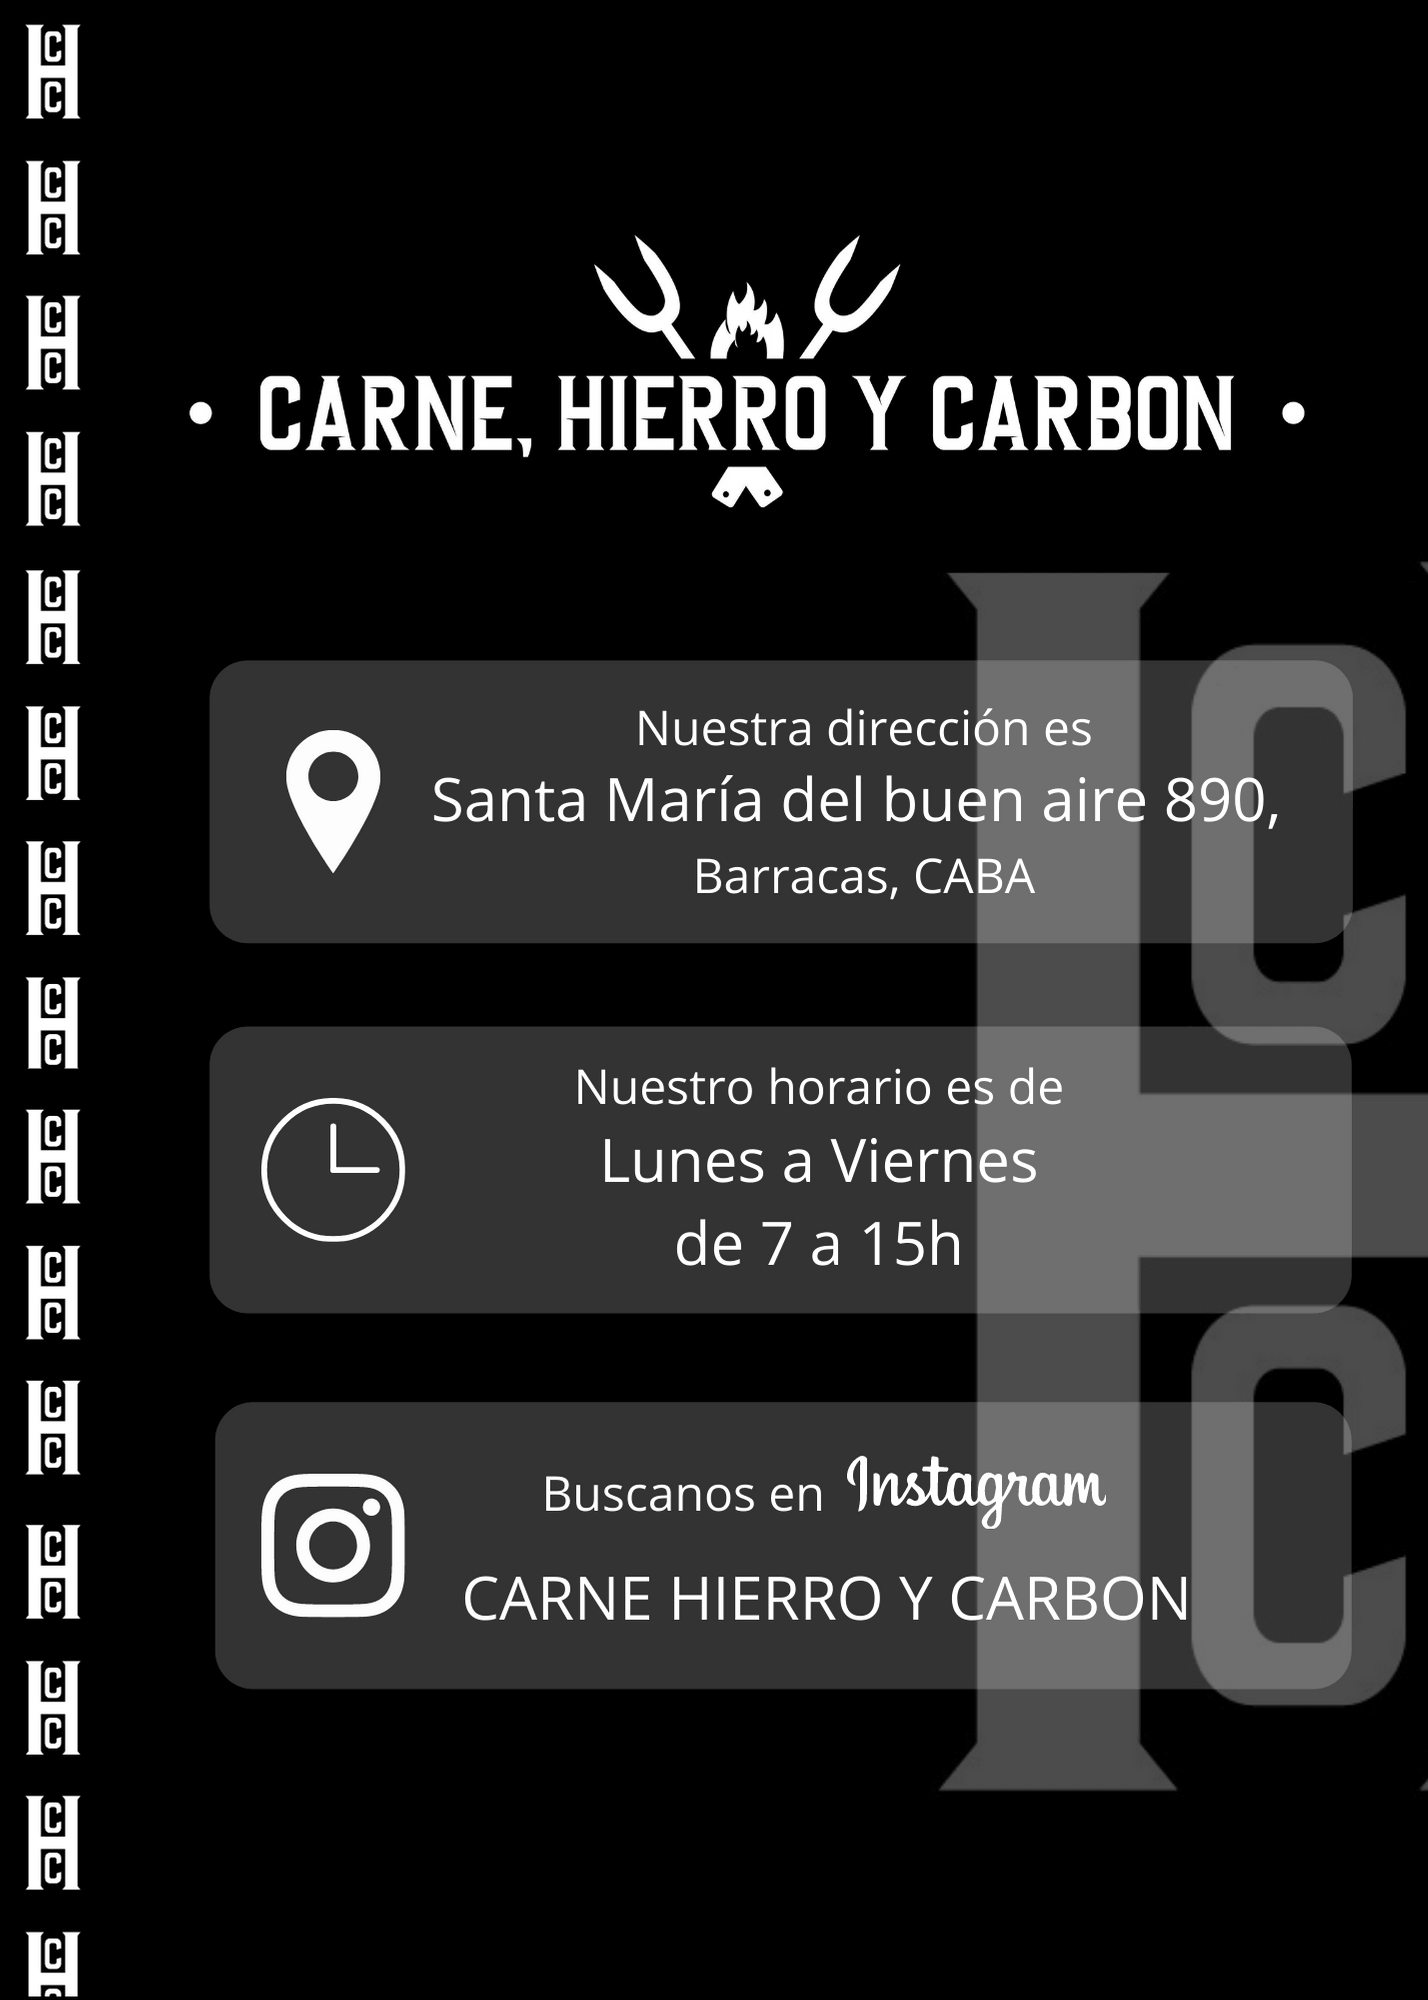 CARNE, HIERRO Y CARBON
Nuestra dirección es
Santa María del buen aire 890,
Barracas, CABA
Nuestro horario es de
Lunes a Viernes
de 7 a 15h
Buscanos en Instagram
CARNE HIERRO Y CARBON